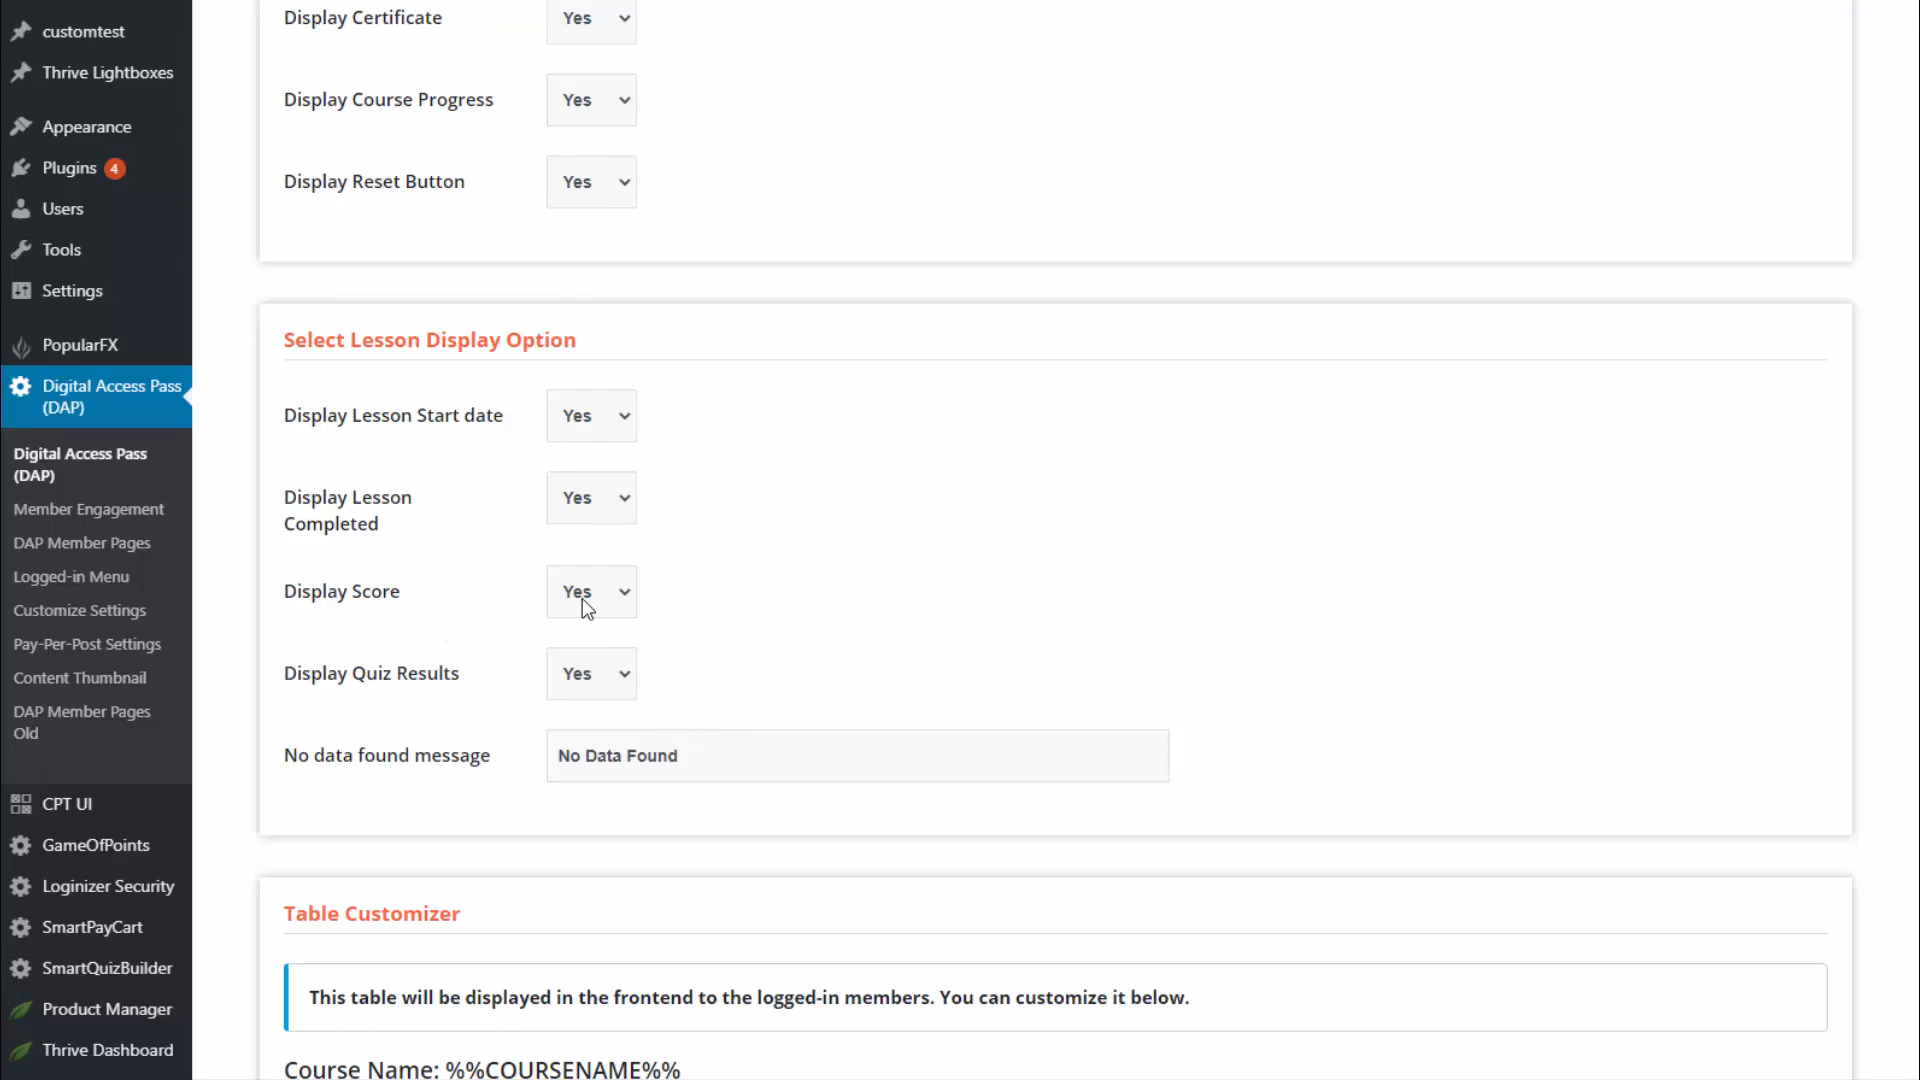 customtest
Thrive Lightboxes
Appearance
Plugins 4
Users
Tools
Settings
PopularFX
Digital Access Pass
(DAP)
Digital Access Pass
(DAP)
Member Engagement
DAP Member Pages
Logged-in Menu
Customize Settings
Pay-Per-Post Settings
Content Thumbnail
DAP Member Pages
Old
CPT UI
GameOfPoints
Loginizer Security
SmartPayCart
SmartQuizBuilder
Product Manager
Thrive Dashboard
Display Certificate Yes
Display Course Progress Yes
Display Reset Button Yes
Select Lesson Display Option
Display Lesson Start date Yes
Display Lesson
Completed Yes
Display Score Yes
Display Quiz Results Yes
No data found message No Data Found
Table Customizer
This table will be displayed in the frontend to the logged-in members. You can customize it below.
Course Name: %%COURSENAME%%